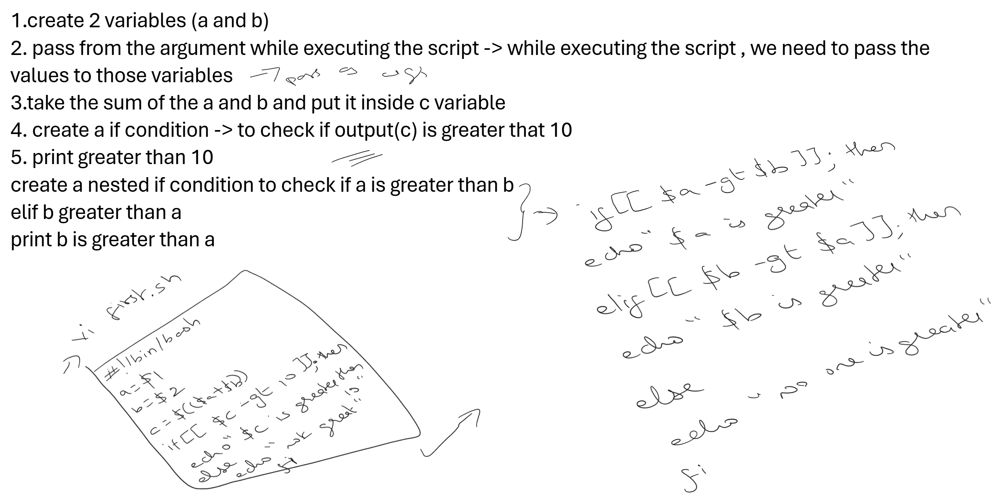 1.create 2 variables (a and b)
2. pass from the argument while executing the script -> while executing the script , we need to pass the
values to those variables → pass as args
3.take the sum of the a and b and put it inside c variable
4. create a if condition -> to check if output(c) is greater that 10
5. print greater than 10
create a nested if condition to check if a is greater than b
elif b greater than a
print b is greater than a
if [[ $a -gt $b ]]; then
echo "$a is greater"
elif [[ $b -gt $a ]]; then
echo "$b is greater"
else
echo "no one is greater"
fi
vi first.sh
#!/bin/bash
a=$1
b=$2
c=$(($a+$b))
if [[ $c -gt 10 ]]; then
echo "$c is greater than 10"
else
echo "not great"
fi